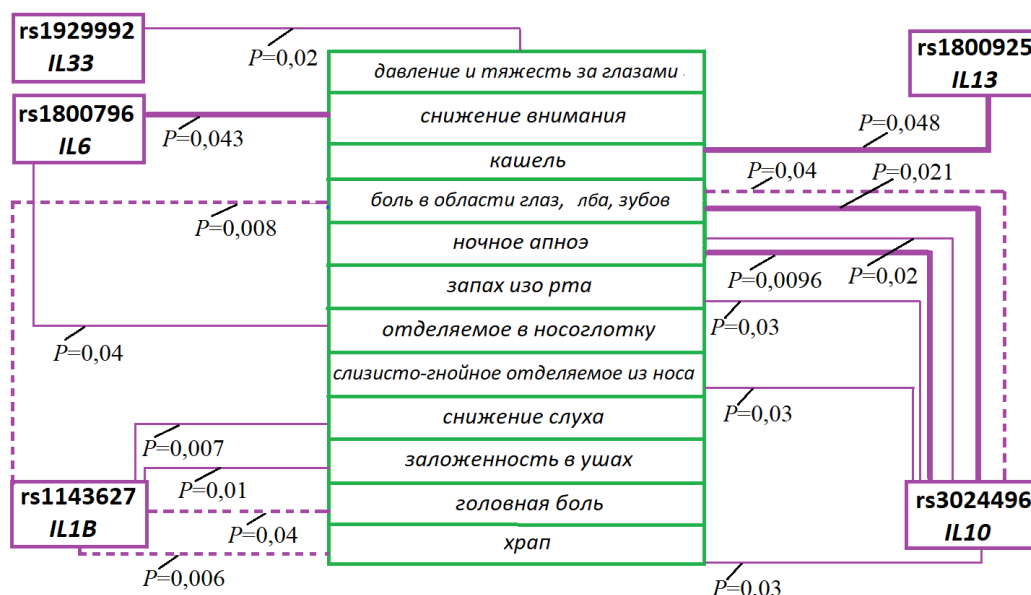 rs1929992
IL33
P=0,02
rs1800925
IL13
P=0,048
rs1800796
IL6
P=0,043
P=0,04
P=0,021
P=0,008
P=0,0096
P=0,02
P=0,03
P=0,04
P=0,03
P=0,007
P=0,01
rs1143627
IL1B
P=0,04
P=0,006
rs3024496
IL10
P=0,03
давление и тяжесть за глазами
снижение внимания
кашель
боль в области глаз, лба, зубов
ночное апноэ
запах изо рта
отделяемое в носоглотку
слизисто-гнойное отделяемое из носа
снижение слуха
заложенность в ушах
головная боль
храп